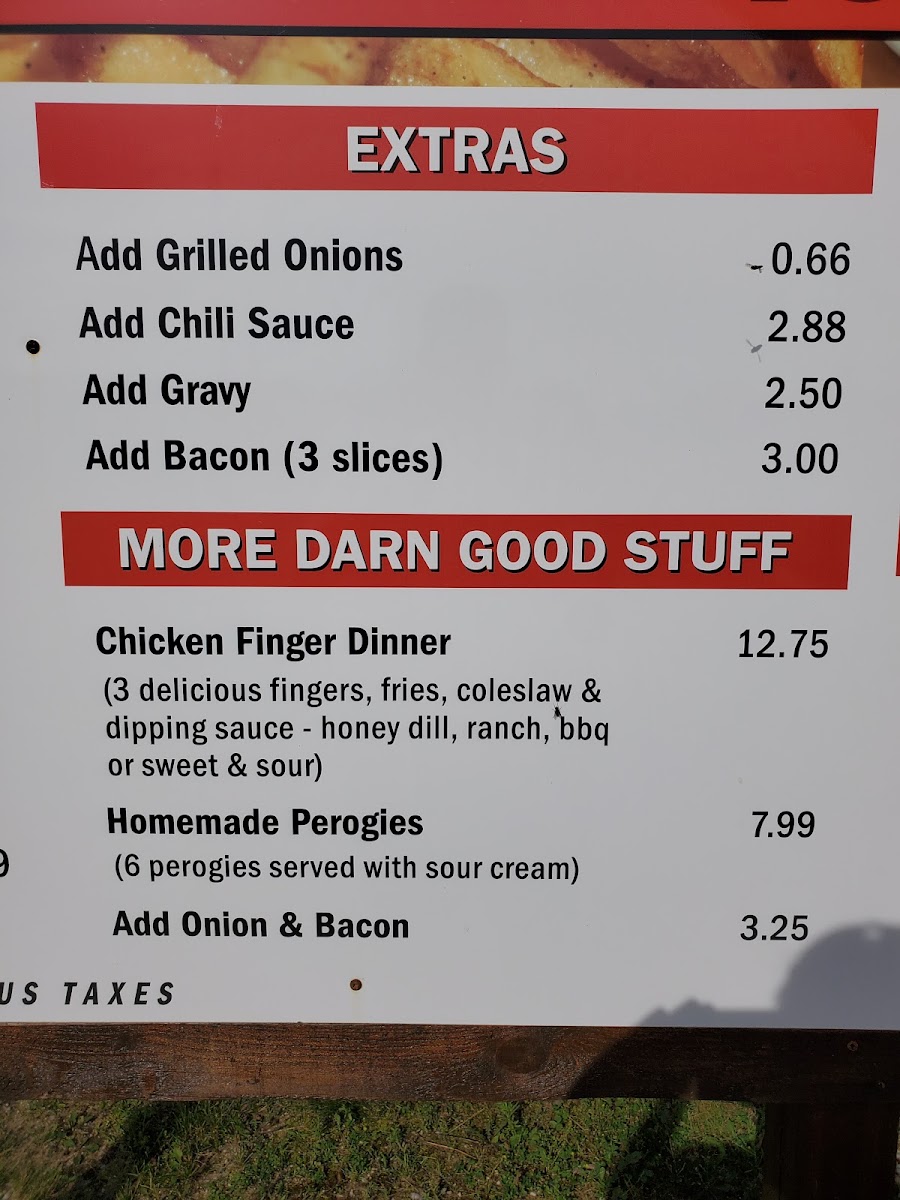 EXTRAS
Add Grilled Onions 0.66
Add Chili Sauce 2.88
Add Gravy 2.50
Add Bacon (3 slices) 3.00
MORE DARN GOOD STUFF
Chicken Finger Dinner 12.75
(3 delicious fingers, fries, coleslaw &
dipping sauce - honey dill, ranch, bbq
or sweet & sour)
Homemade Perogies 7.99
9
(6 perogies served with sour cream)
Add Onion & Bacon 3.25
US TAXES